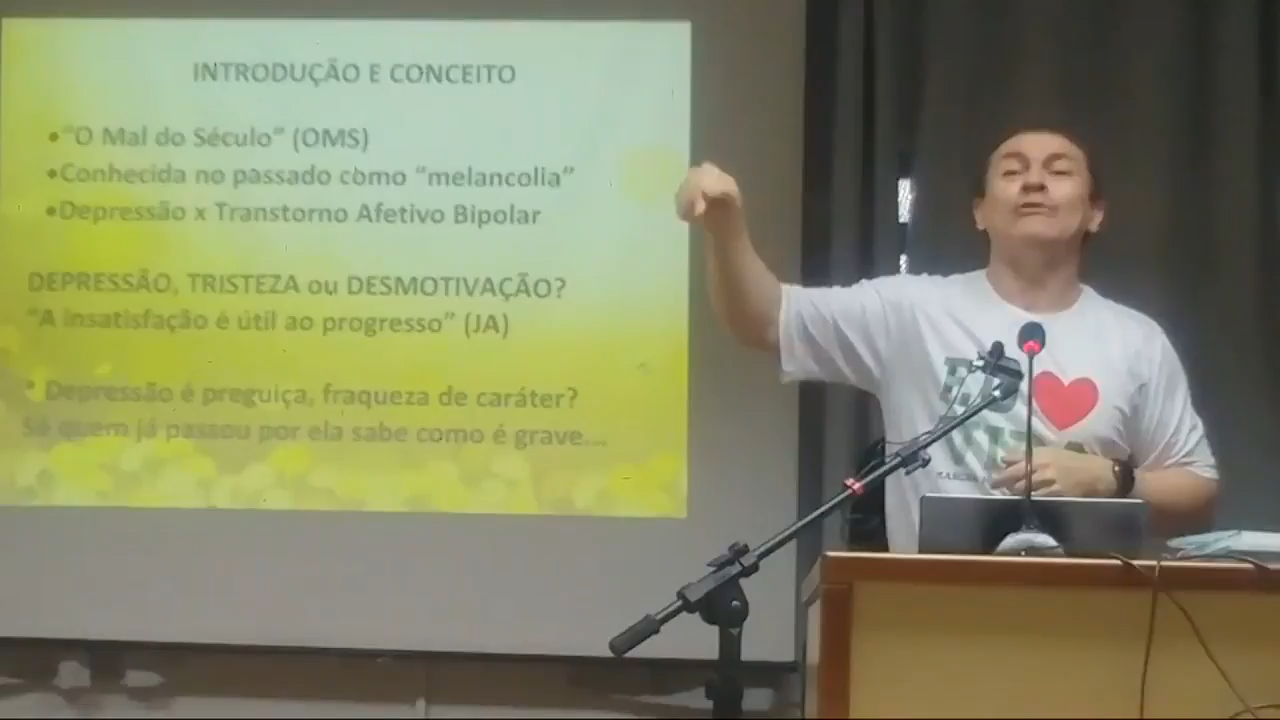 INTRODUÇÃO E CONCEITO
•"O Mal do Século" (OMS)
•Conhecida no passado como "melancolia"
•Depressão x Transtorno Afetivo Bipolar
DEPRESSÃO, TRISTEZA ou DESMOTIVAÇÃO?
"A insatisfação é útil ao progresso" (JA)
* Depressão é preguiça, fraqueza de caráter?
Só quem já passou por ela sabe como é grave...
EU